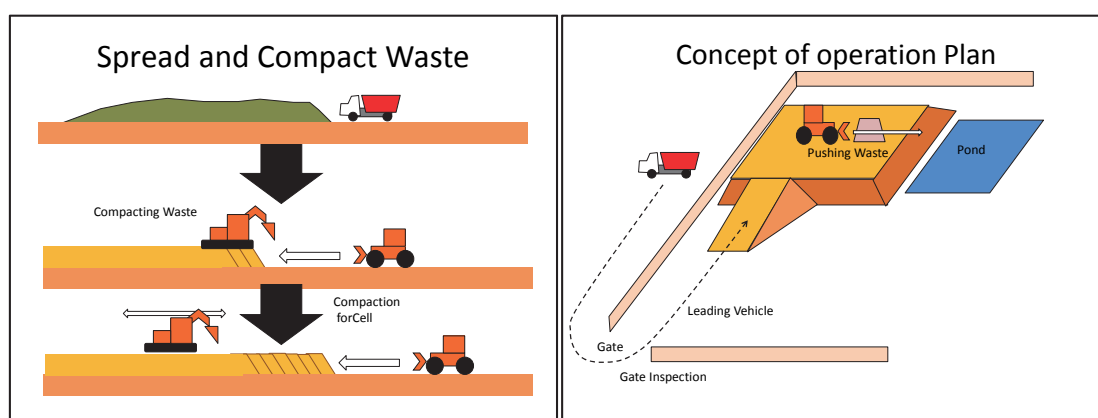 Spread and Compact Waste
Compacting Waste
Compaction
forCell
Concept of operation Plan
Pushing Waste
Pond
Leading Vehicle
Gate
Gate Inspection